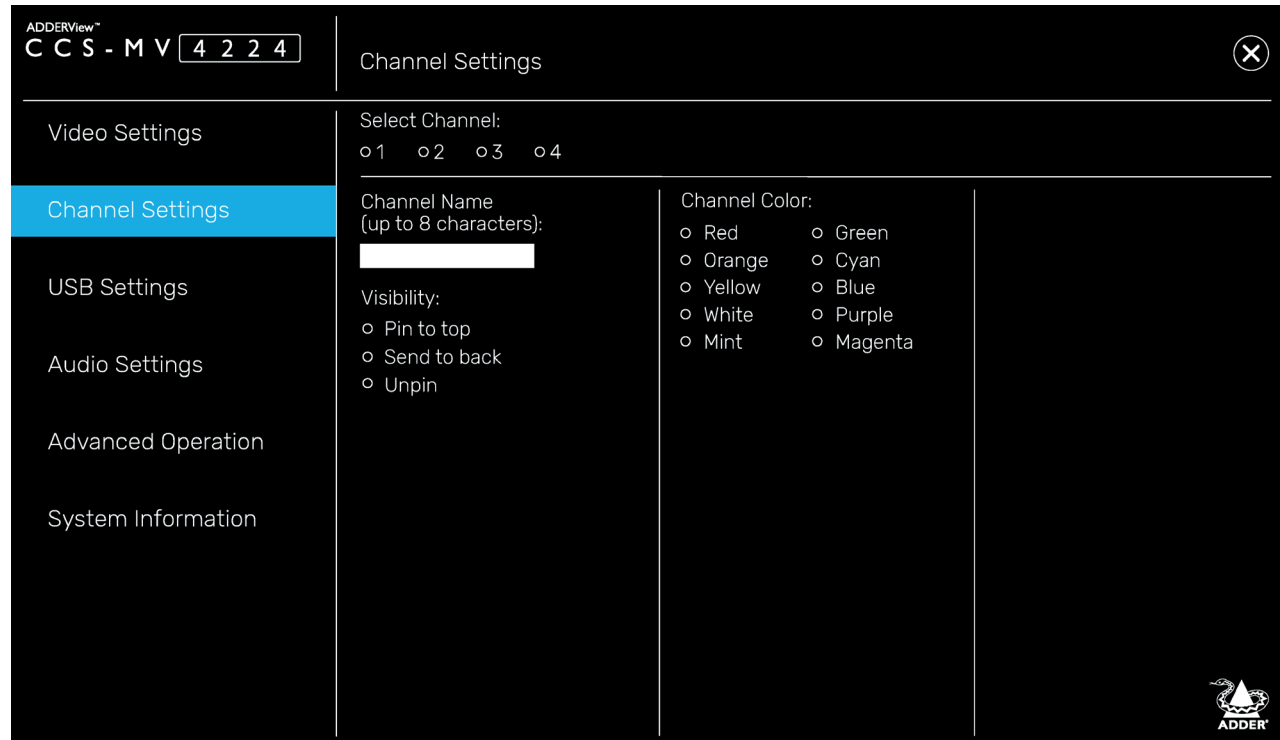 ADDERView™
CCS-MV 4224
Channel Settings
Video Settings
Channel Settings
USB Settings
Audio Settings
Advanced Operation
System Information
Select Channel:
1 2 3 4
Channel Name
(up to 8 characters):
Visibility:
Pin to top
Send to back
Unpin
Channel Color:
Red Green
Orange Cyan
Yellow Blue
White Purple
Mint Magenta
ADDER®